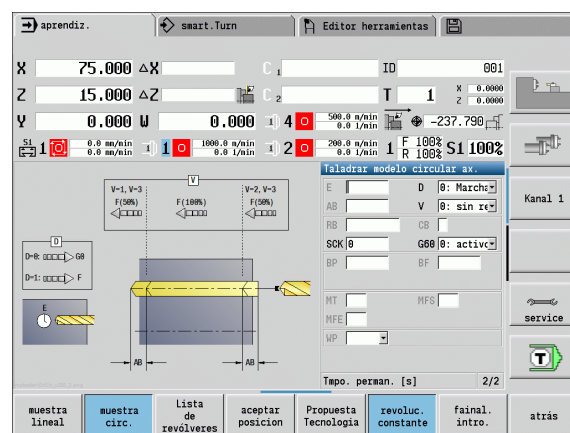 aprendiz.
smart.Turn
Editor herramientas
X 75.000 △X
C 1
ID 001
Z 15.000 △Z
C 2
T 1
X 0.0000
Z 0.0000
Y 0.000 W 0.000
4 500.0 m/min
0.0 1/min
-237.790
S1 1 0.0 mm/min
0.0 mm/min
1 1000.0 m/min
0.0 1/min
2 200.0 m/min
0.0 1/min
1 F 100%
R 100%
S1 100%
Taladrar modelo circular ax.
E
D 0: Marcha
AB
V 0: sin re
RB
CB
SCK 0
G60 0: activo
BP
BF
MT
MFS
MFE
WP
Tmpo. perman. [s] 2/2
V
V=1, V=3
F(50%)
F(100%)
V=2, V=3
F(50%)
D
D=0: G0
D=1: F
E
AB
AB
Kanal 1
service
T
muestra lineal
muestra circ.
Lista de revólveres
aceptar posicion
Propuesta Tecnología
revoluc. constante
fainal. intro.
atrás